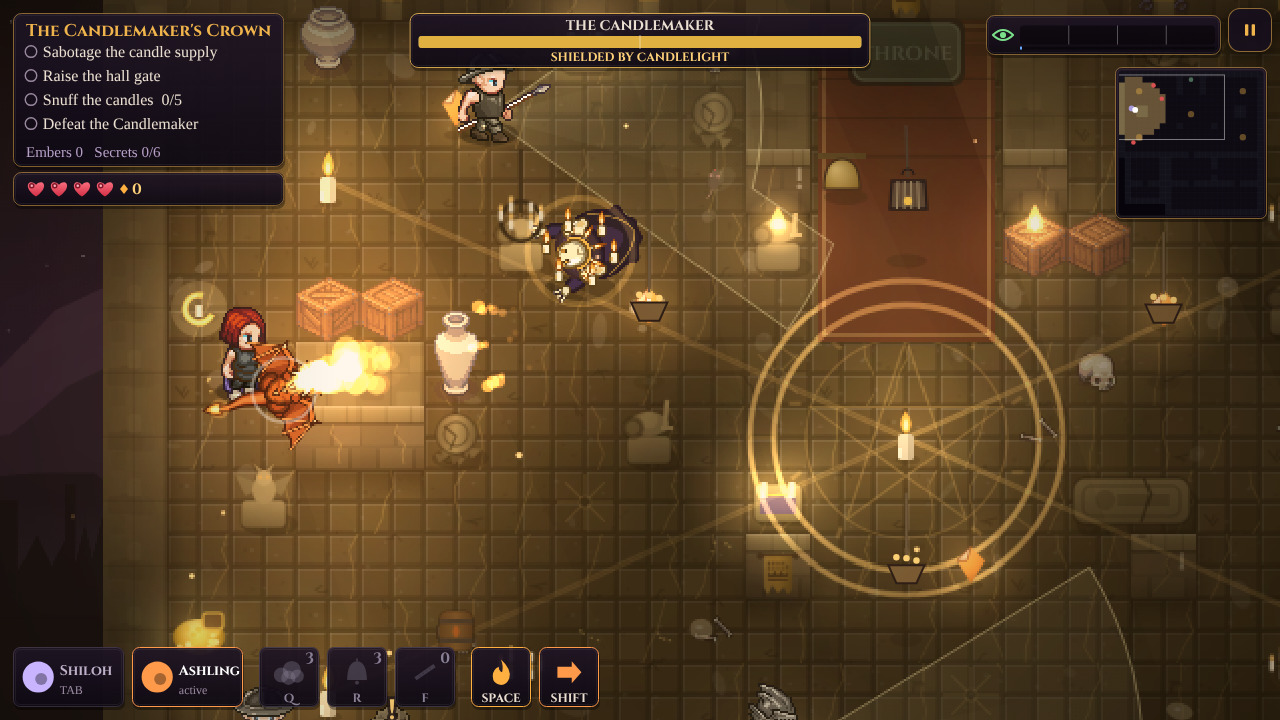 THE CANDLEMAKER'S CROWN
Sabotage the candle supply
Raise the hall gate
Snuff the candles 0/5
Defeat the Candlemaker
Embers 0 Secrets 0/6
0
THE CANDLEMAKER
SHIELDED BY CANDLELIGHT
THRONE
SHILOH
TAB
ASHLING
active
3
Q
3
R
0
F
SPACE
SHIFT